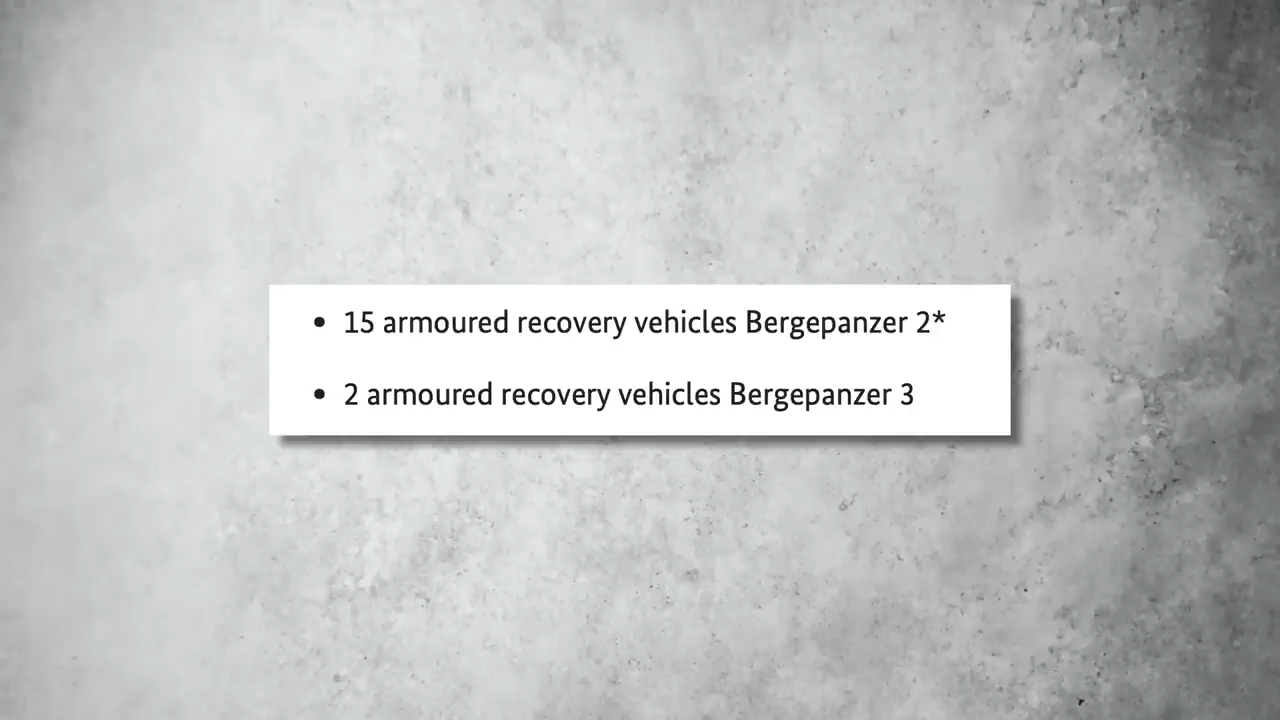 • 15 armoured recovery vehicles Bergepanzer 2*
• 2 armoured recovery vehicles Bergepanzer 3